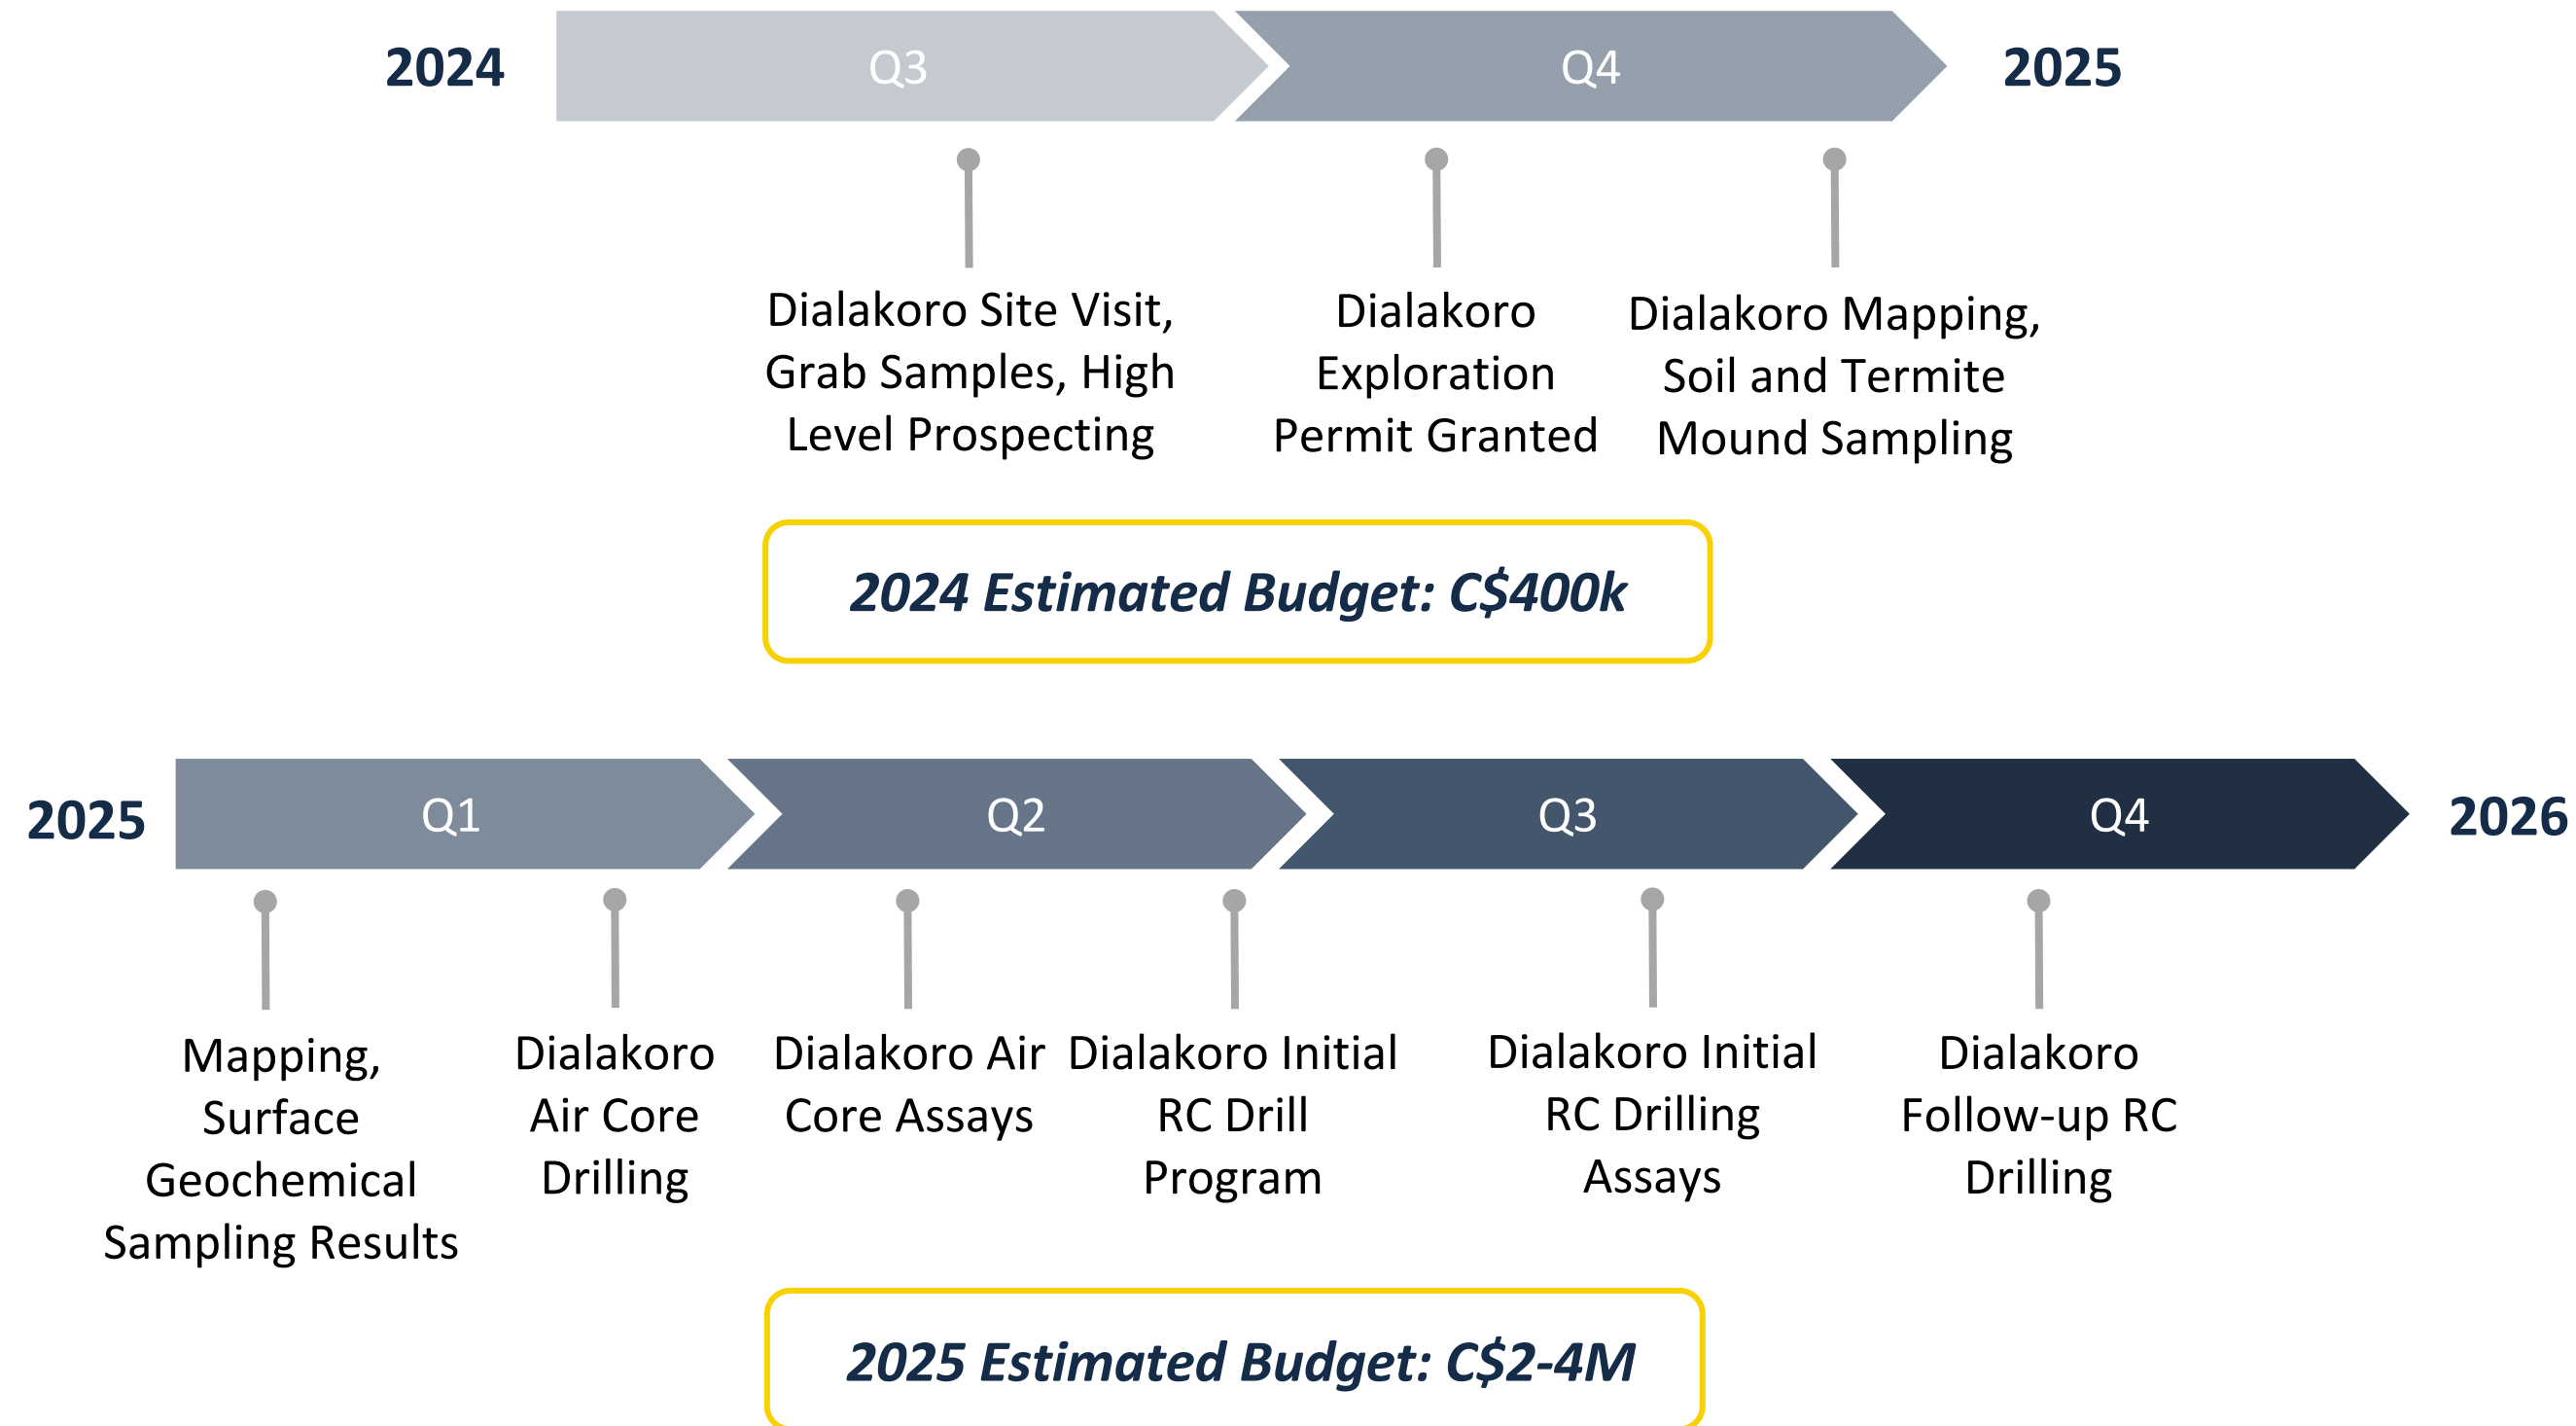 2024
Q3
Q4
2025
Dialakoro Site Visit,
Grab Samples, High
Level Prospecting
Dialakoro
Exploration
Permit Granted
Dialakoro Mapping,
Soil and Termite
Mound Sampling
2024 Estimated Budget: C$400k
2025
Q1
Q2
Q3
Q4
2026
Mapping,
Surface
Geochemical
Sampling Results
Dialakoro
Air Core
Drilling
Dialakoro Air
Core Assays
Dialakoro Initial
RC Drill
Program
Dialakoro Initial
RC Drilling
Assays
Dialakoro
Follow-up RC
Drilling
2025 Estimated Budget: C$2-4M